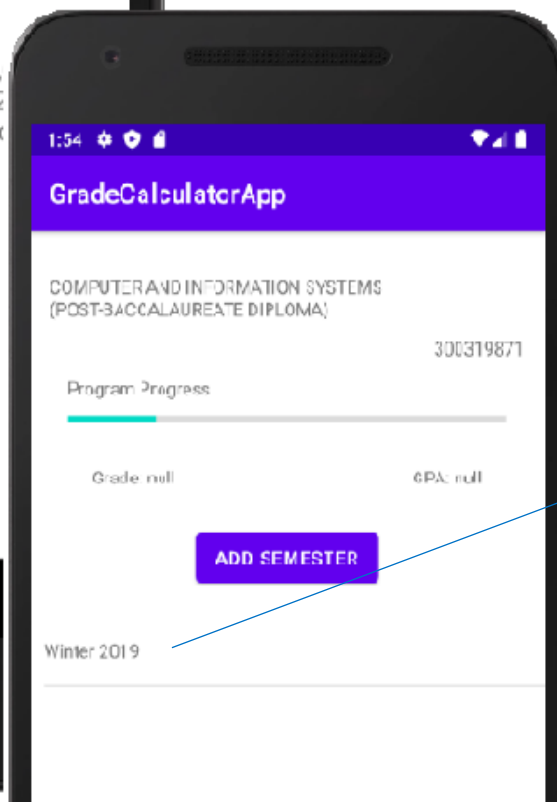 1:54
GradeCalculatorApp
COMPUTER AND INFORMATION SYSTEMS
(POST-BACCALAUREATE DIPLOMA)
300319871
Program Progress
Grade: null
GPA: null
ADD SEMESTER
Winter 2019